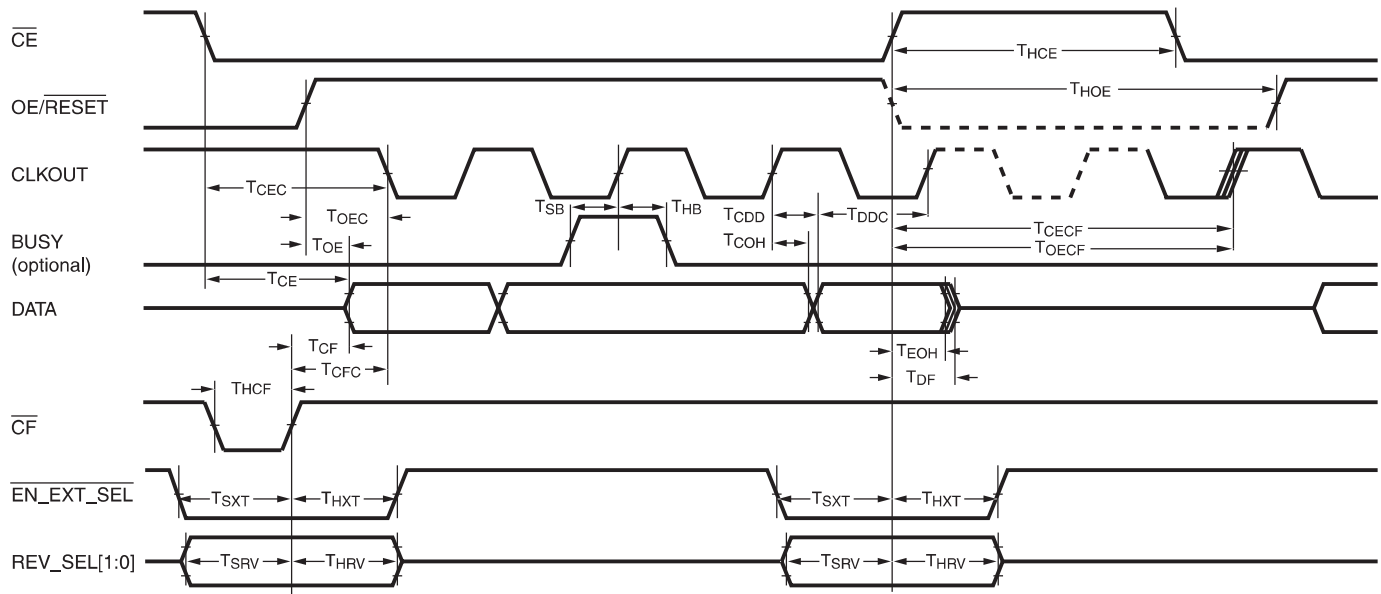 CE
THCE
OE/RESET
THOE
CLKOUT
TCEC
TSB THB TCDD TDDC
TOEC
TCECF
BUSY
(optional)
TOE
TCOH
TOECF
TCE
DATA
TCF
TEOH
TCFC
TDF
THCF
CF
EN_EXT_SEL
TSXT THXT TSXT THXT
REV_SEL[1:0]
TSRV THRV TSRV THRV